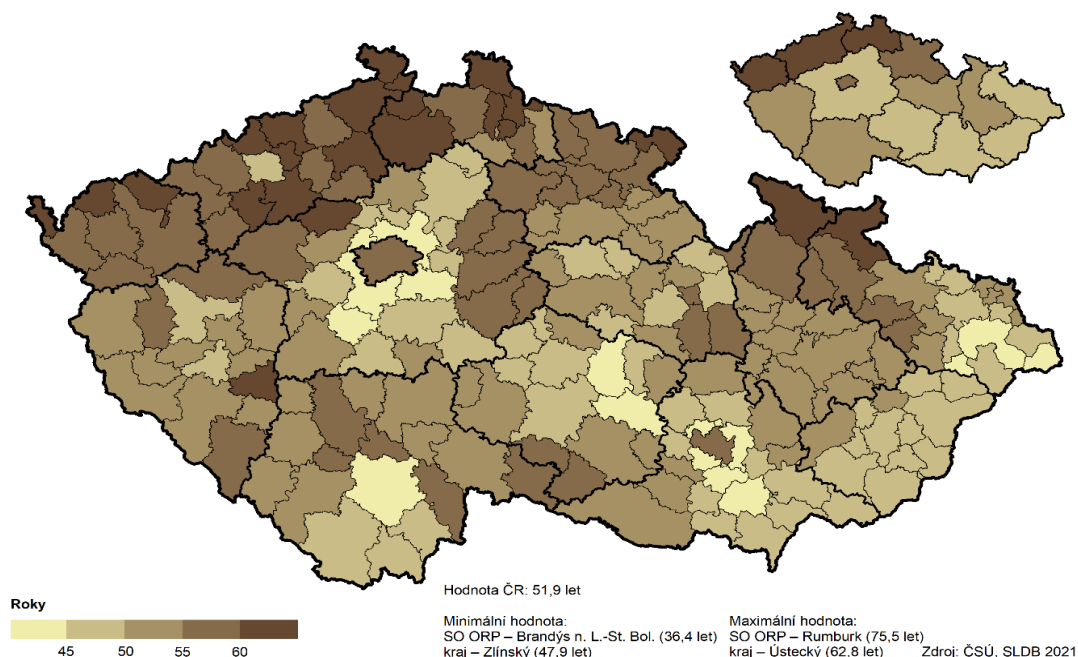 Hodnota ČR: 51,9 let
Roky
45 50 55 60
Minimální hodnota:
SO ORP – Brandýs n. L.-St. Bol. (36,4 let)
kraj – Zlínský (47,9 let)
Maximální hodnota:
SO ORP – Rumburk (75,5 let)
kraj – Ústecký (62,8 let)
Zdroj: ČSÚ, SLDB 2021